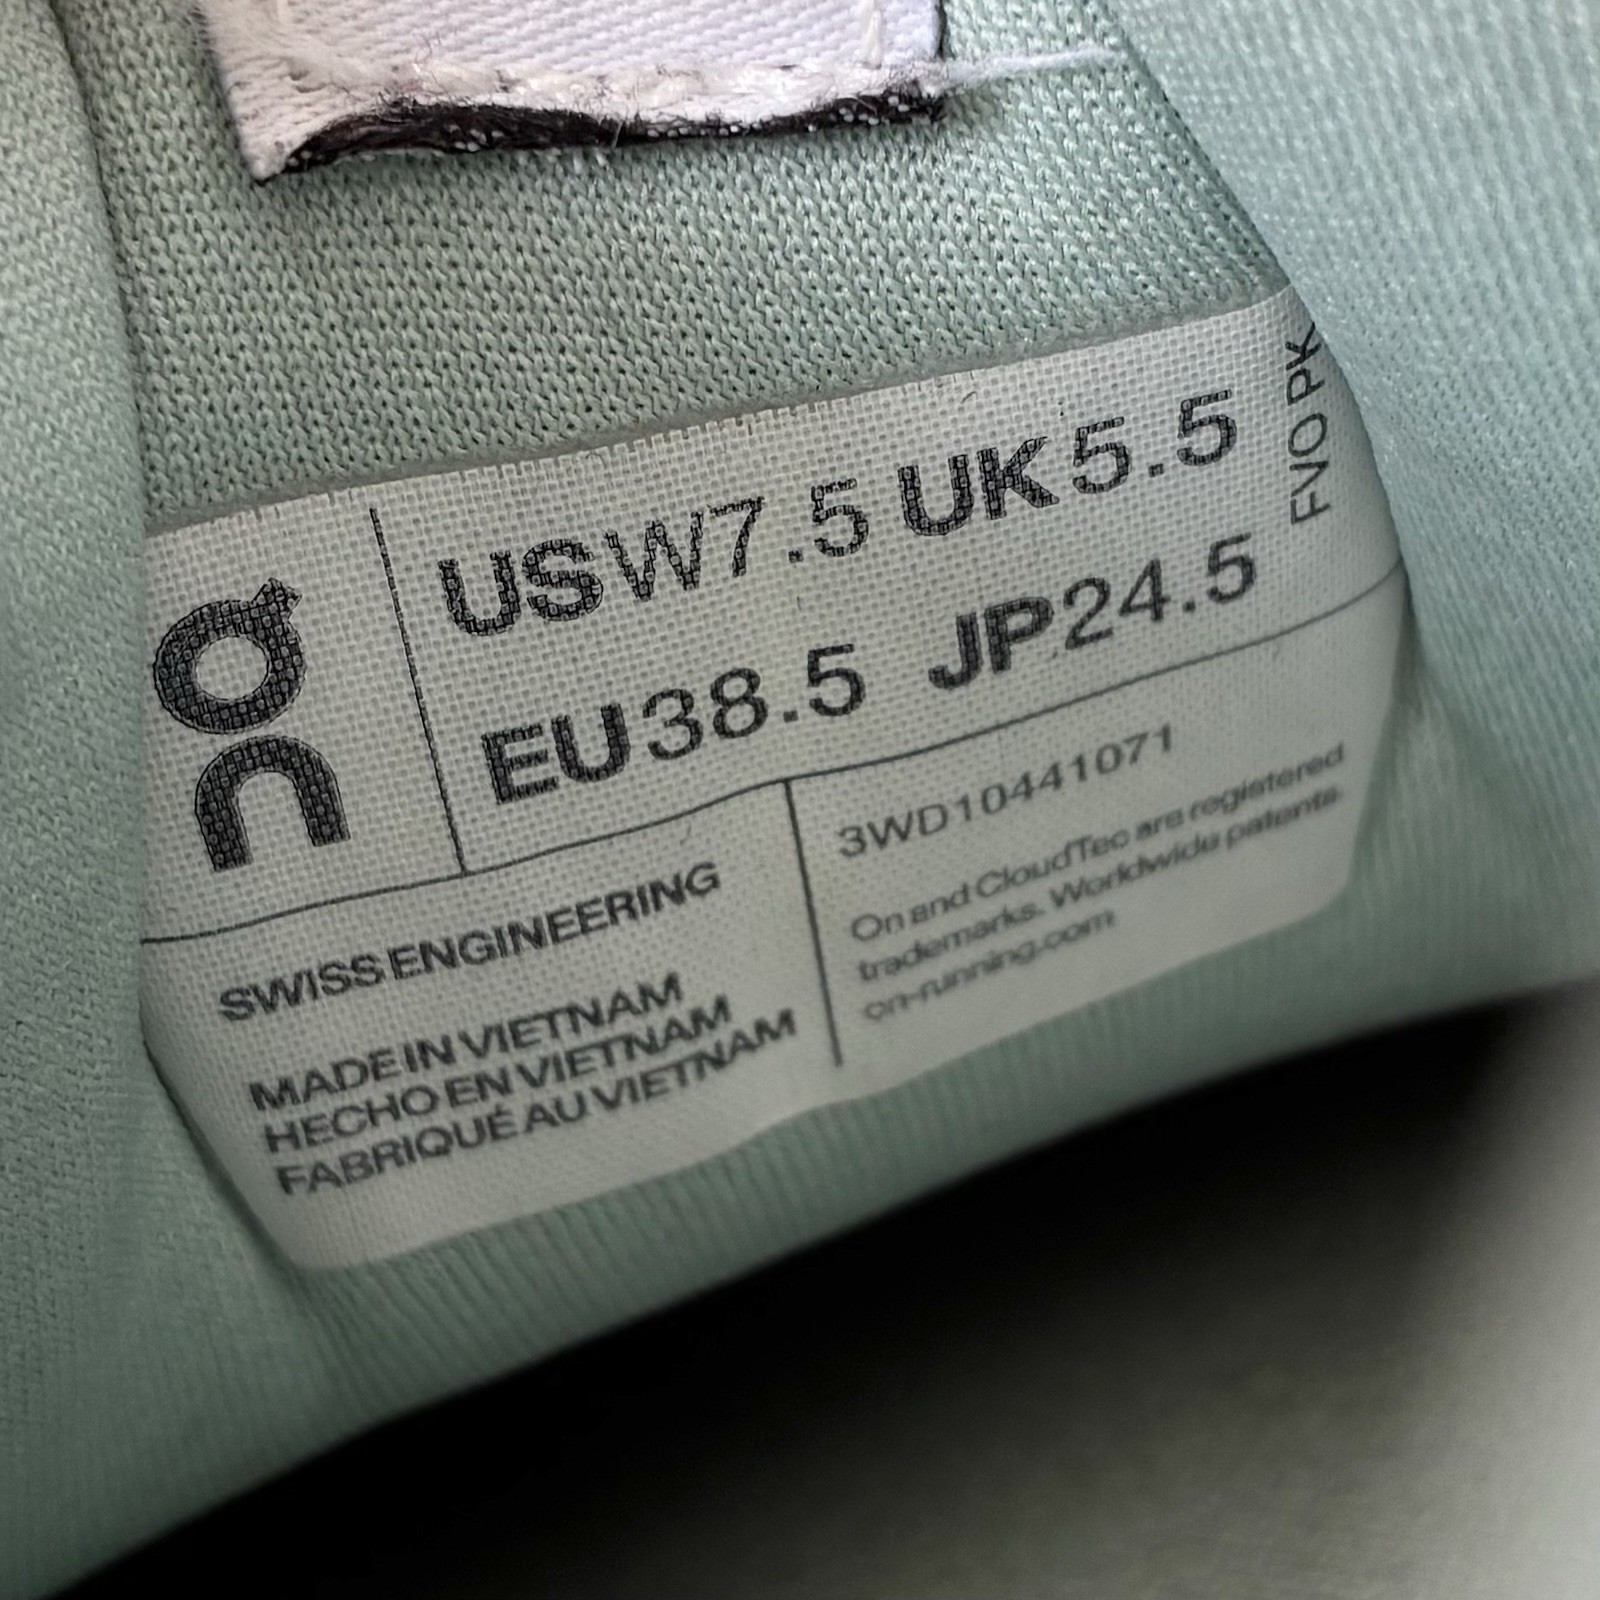 on
USW7.5 UK5.5
EU38.5 JP24.5
FVO PK
SWISS ENGINEERING
MADE IN VIETNAM
HECHO EN VIETNAM
FABRIQUÉ AU VIETNAM
3WD10441071
On and CloudTec are registered
trademarks. Worldwide patents.
on-running.com